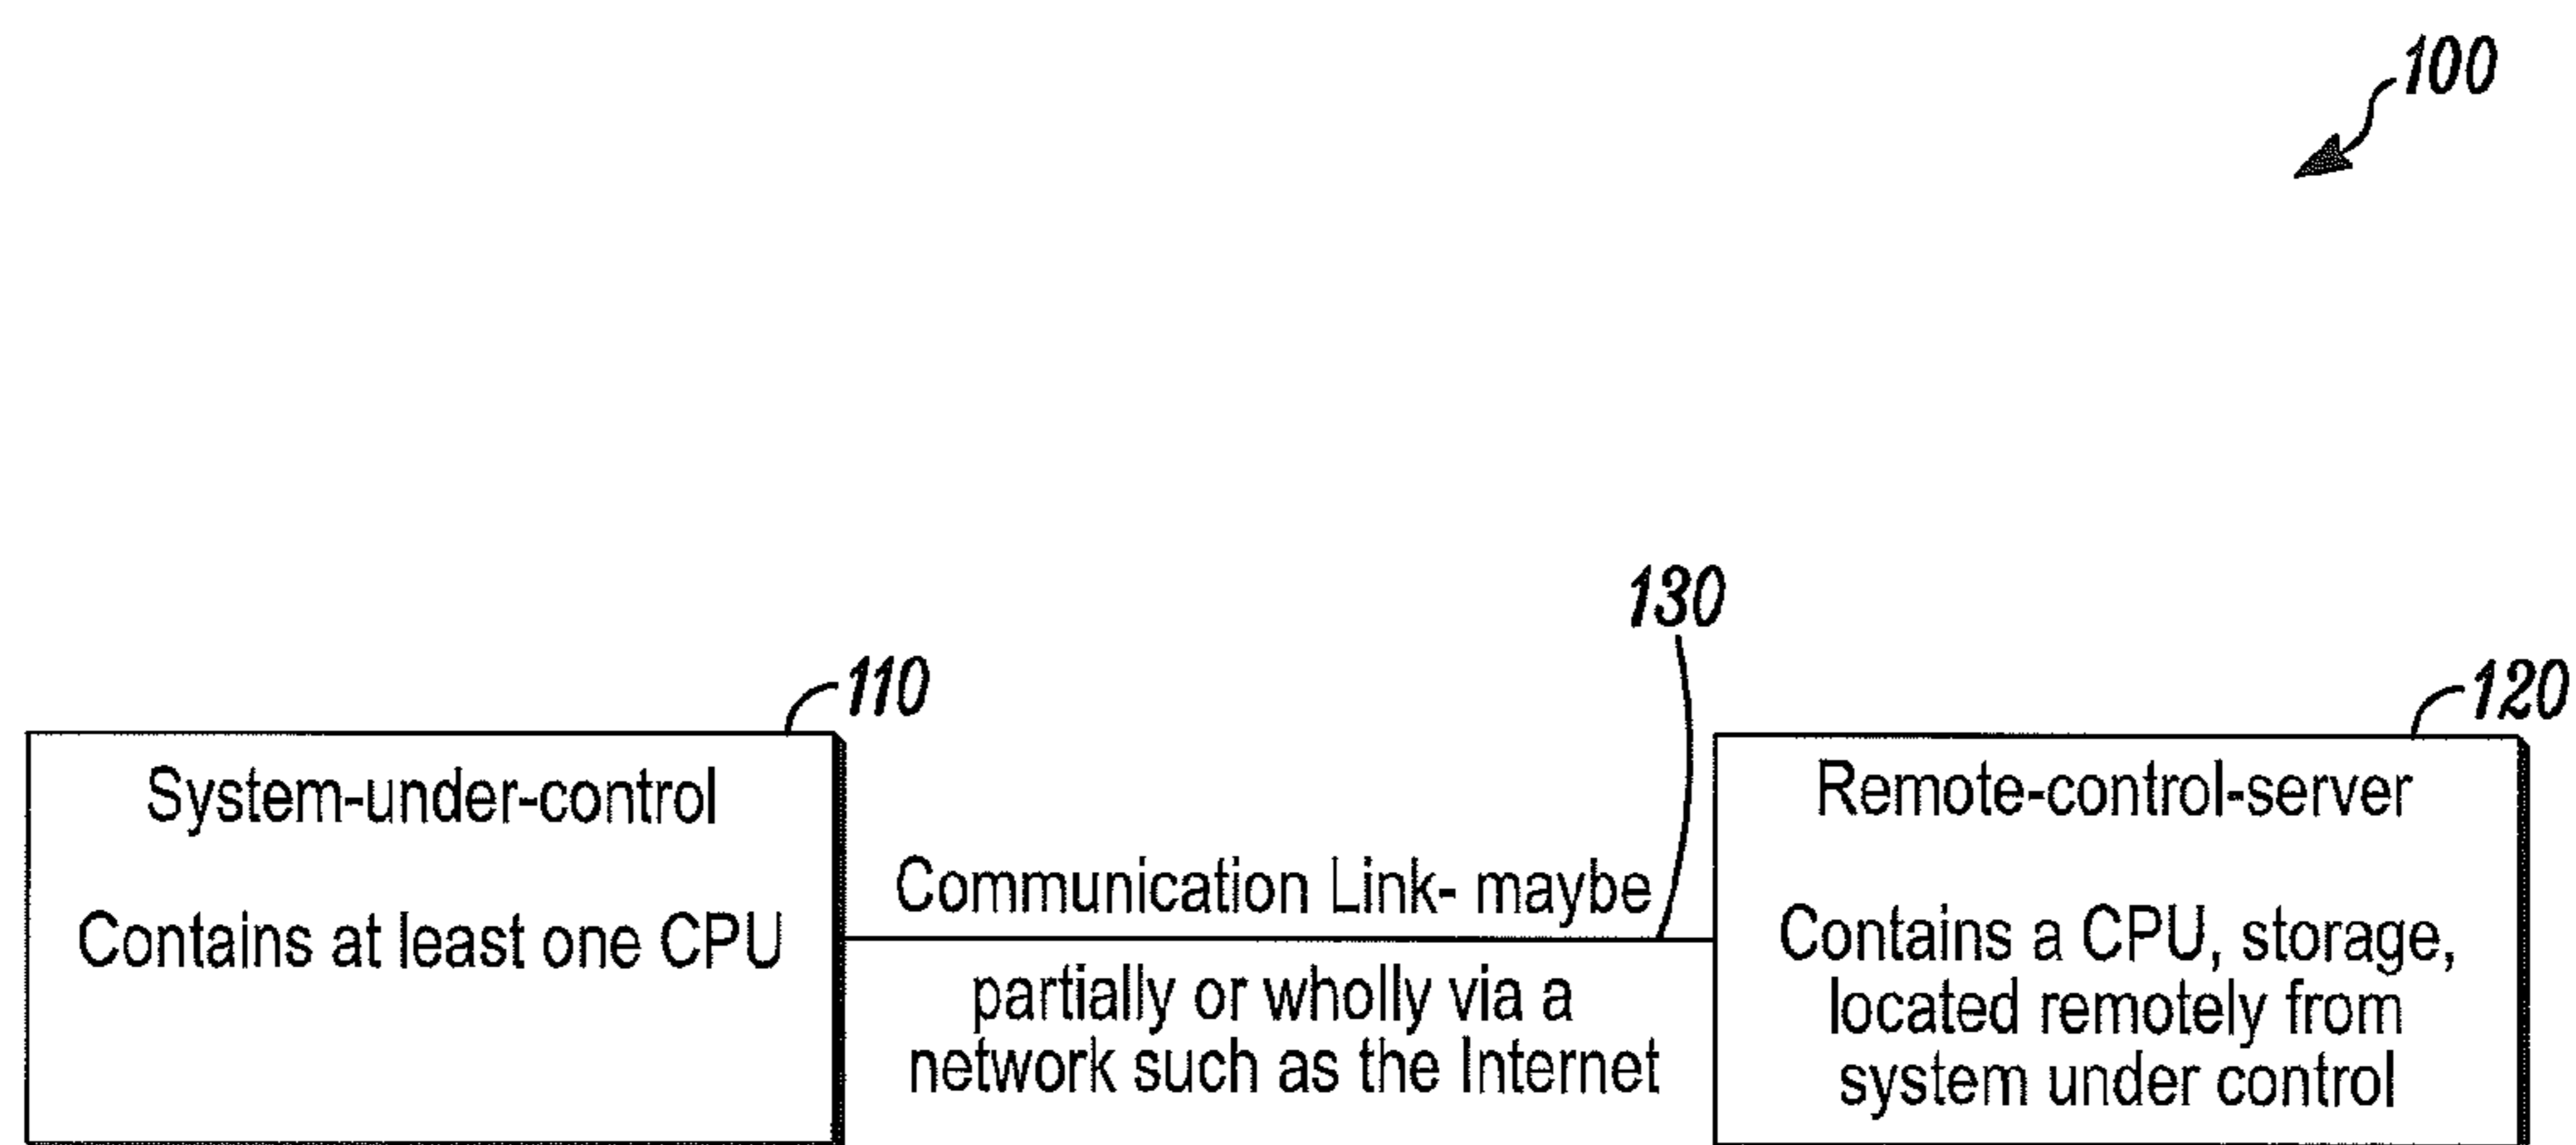 100
130
110
120
System-under-control
Contains at least one CPU
Communication Link- maybe
partially or wholly via a
network such as the Internet
Remote-control-server
Contains a CPU, storage,
located remotely from
system under control